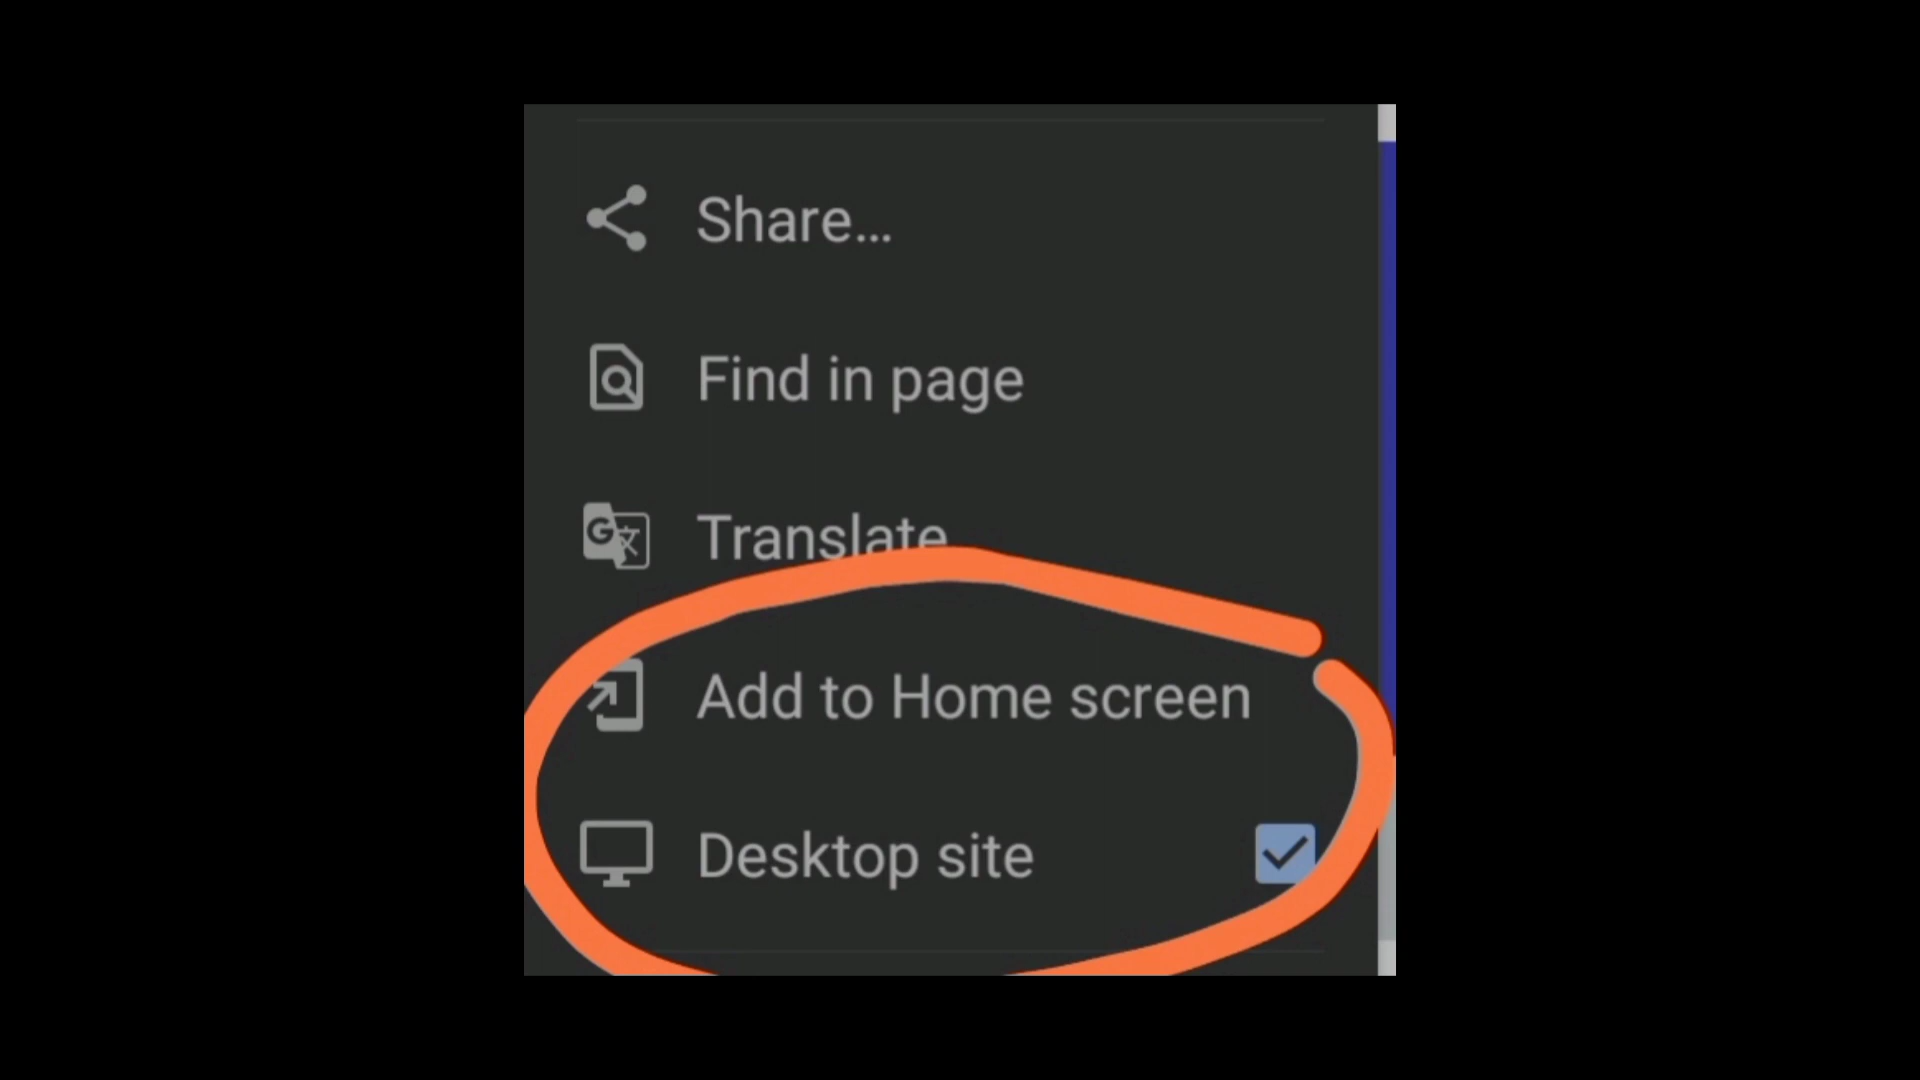 Share...
Find in page
Translate
Add to Home screen
Desktop site